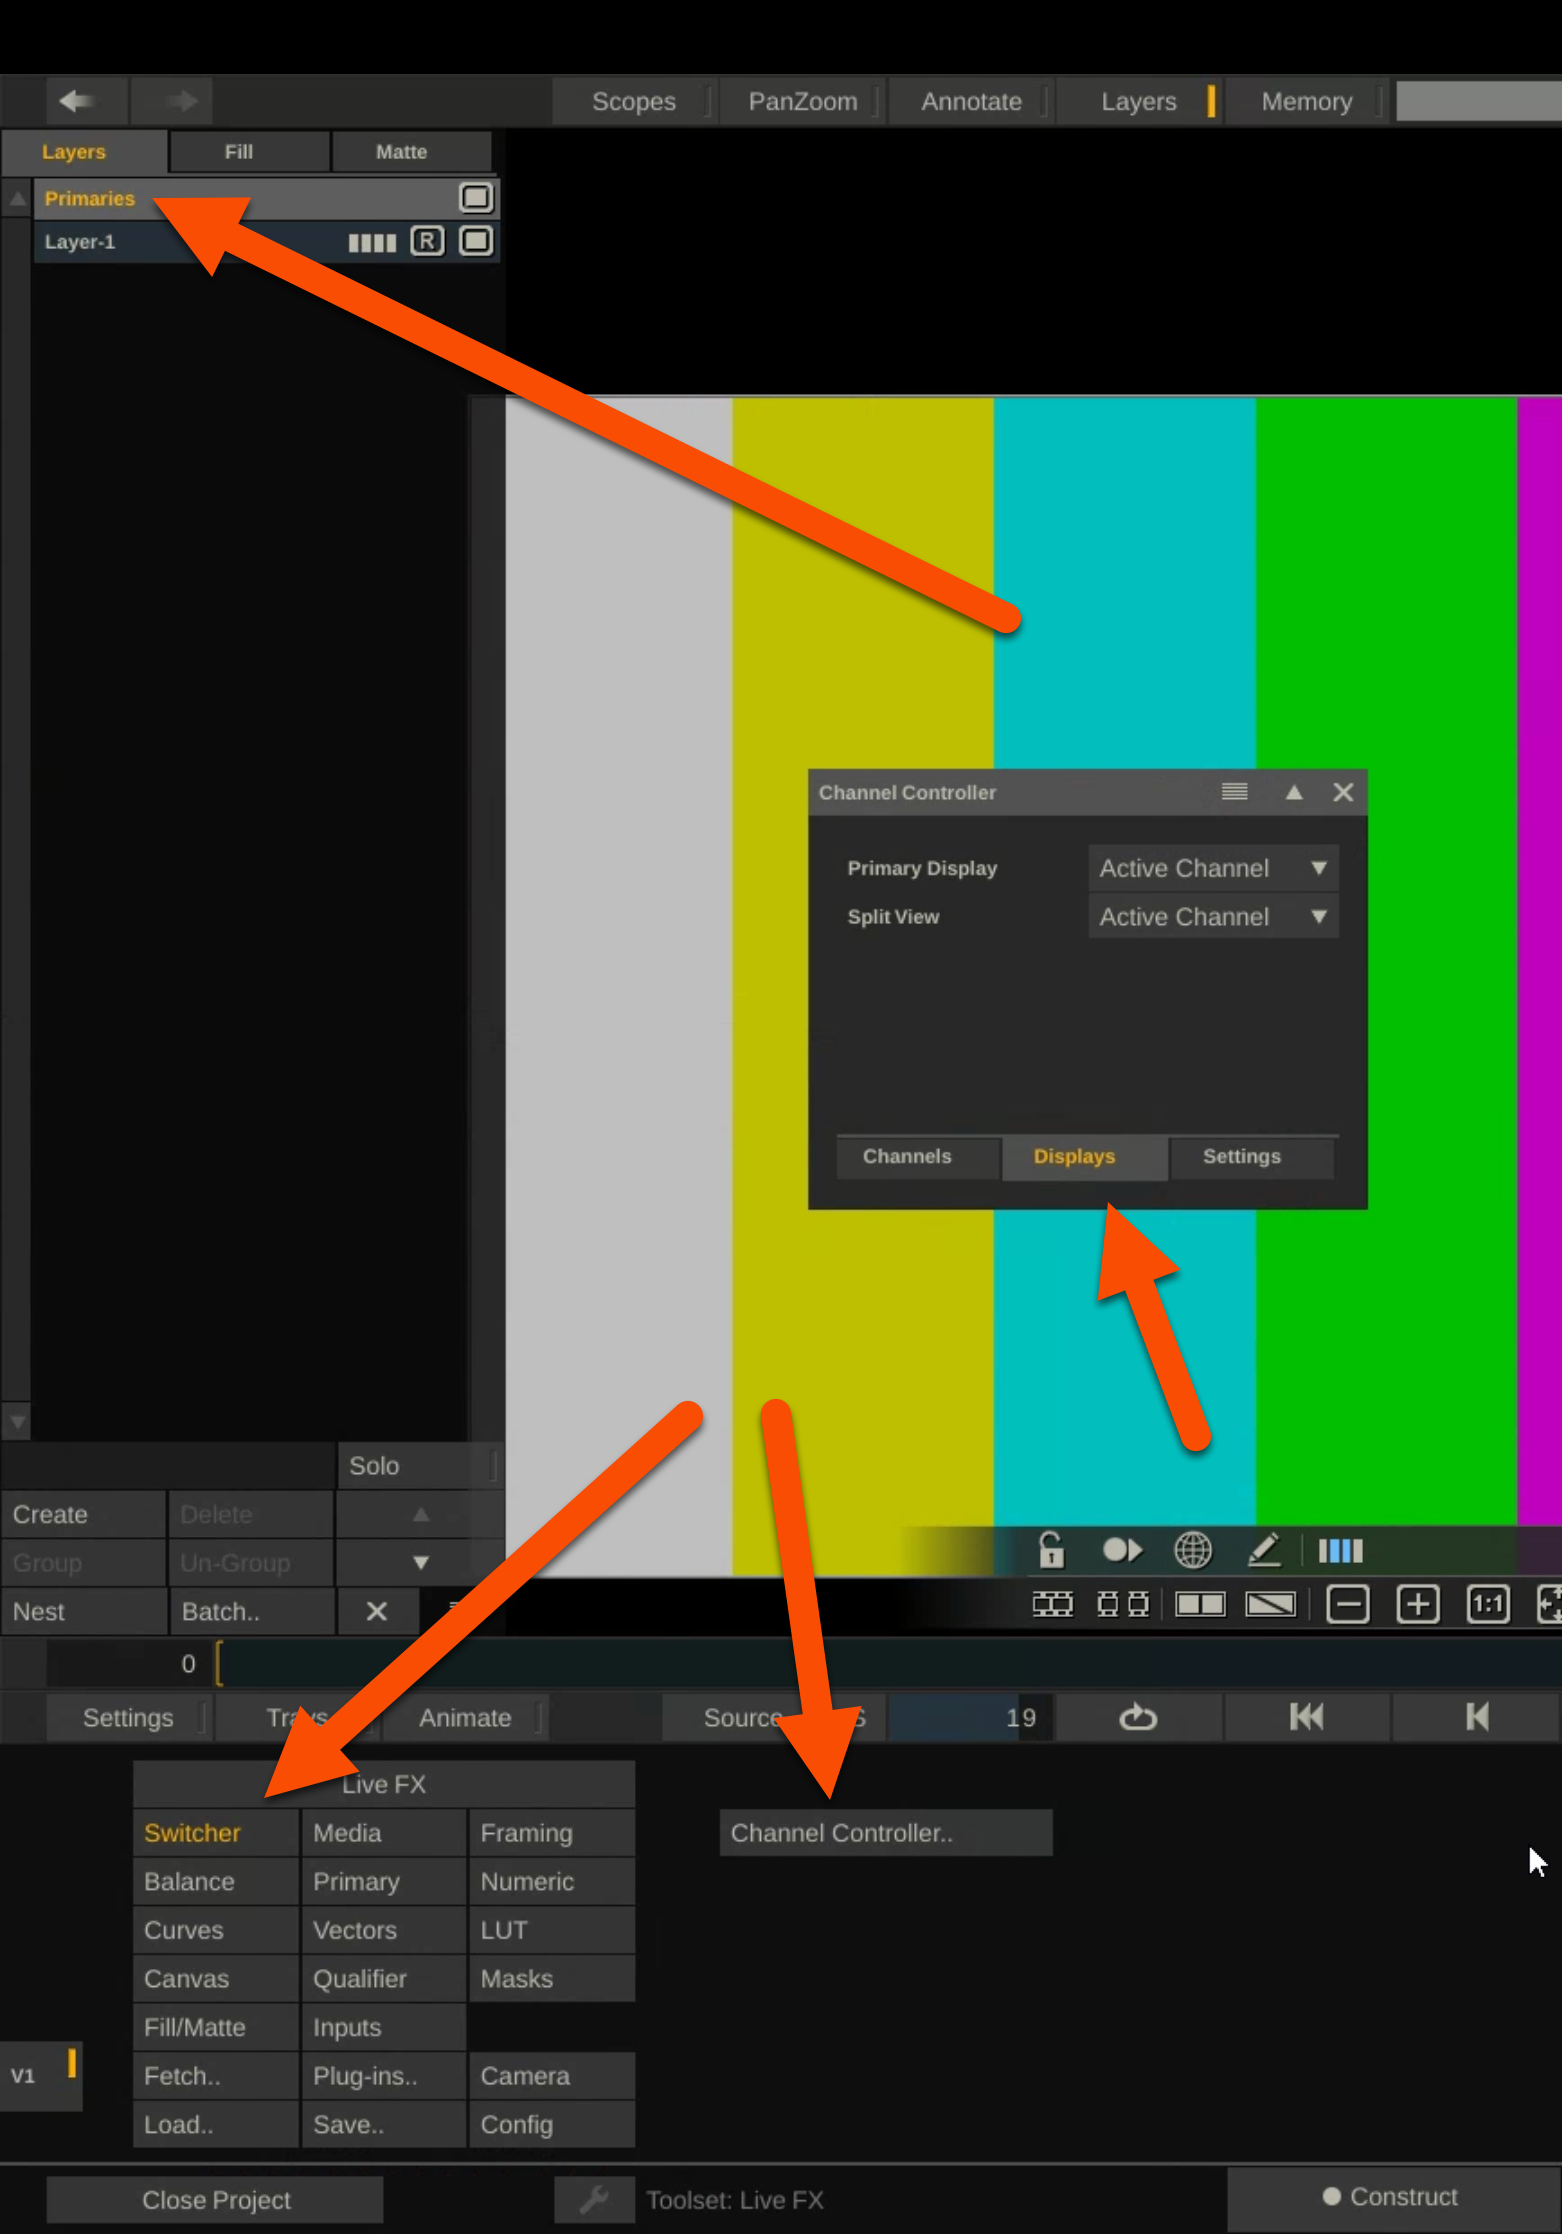 Scopes PanZoom Annotate Layers Memory
Layers Fill Matte
Primaries
Layer-1 R
Channel Controller
Primary Display Active Channel
Split View Active Channel
Channels Displays Settings
Solo
Create Delete
Group Un-Group
Nest Batch..
1:1
0
Settings Animate Source 19
Live FX
Switcher Media Framing Channel Controller..
Balance Primary Numeric
Curves Vectors LUT
Canvas Qualifier Masks
Fill/Matte Inputs
V1 Fetch.. Plug-ins.. Camera
Load.. Save.. Config
Close Project Toolset: Live FX Construct